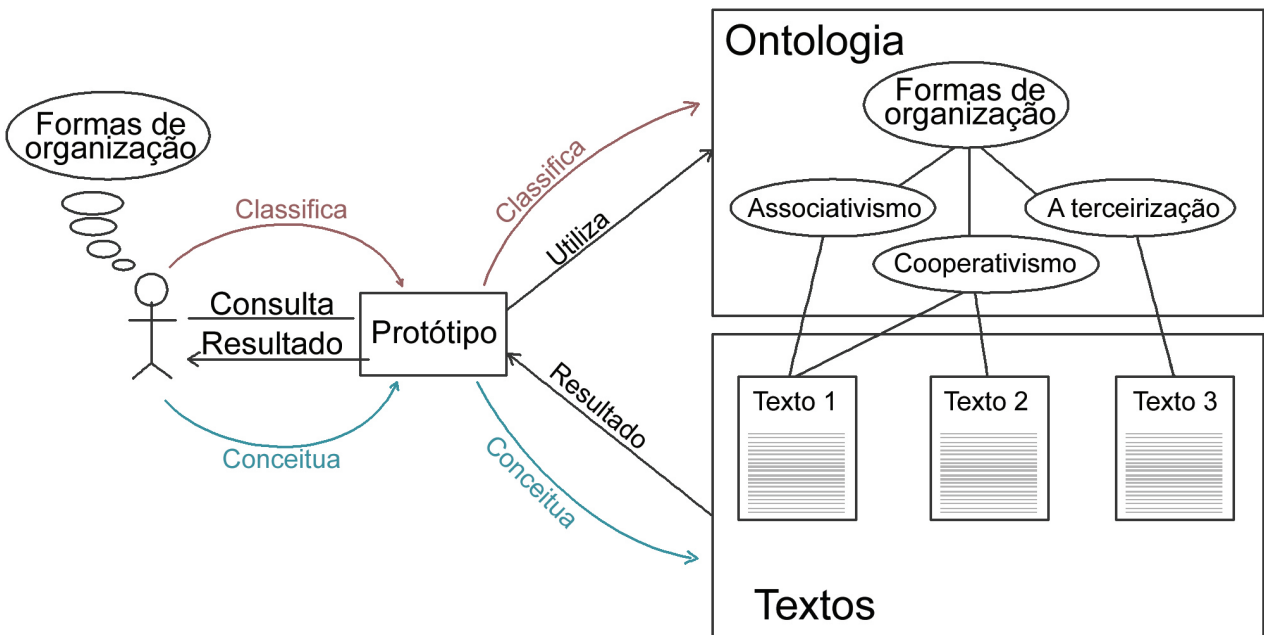 Formas de
organização
Classifica
Consulta
Resultado
Conceitua
Protótipo
Classifica
Utiliza
Resultado
Conceitua
Ontologia
Formas de
organização
Associativismo
A terceirização
Cooperativismo
Texto 1
Texto 2
Texto 3
Textos